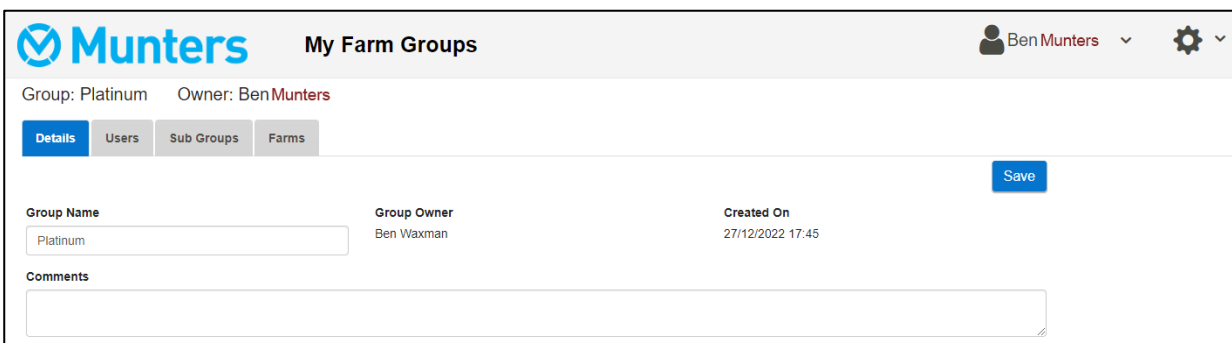 Munters My Farm Groups Ben Munters
Group: Platinum Owner: Ben Munters
Details Users Sub Groups Farms
Save
Group Name Group Owner Created On
Platinum Ben Waxman 27/12/2022 17:45
Comments